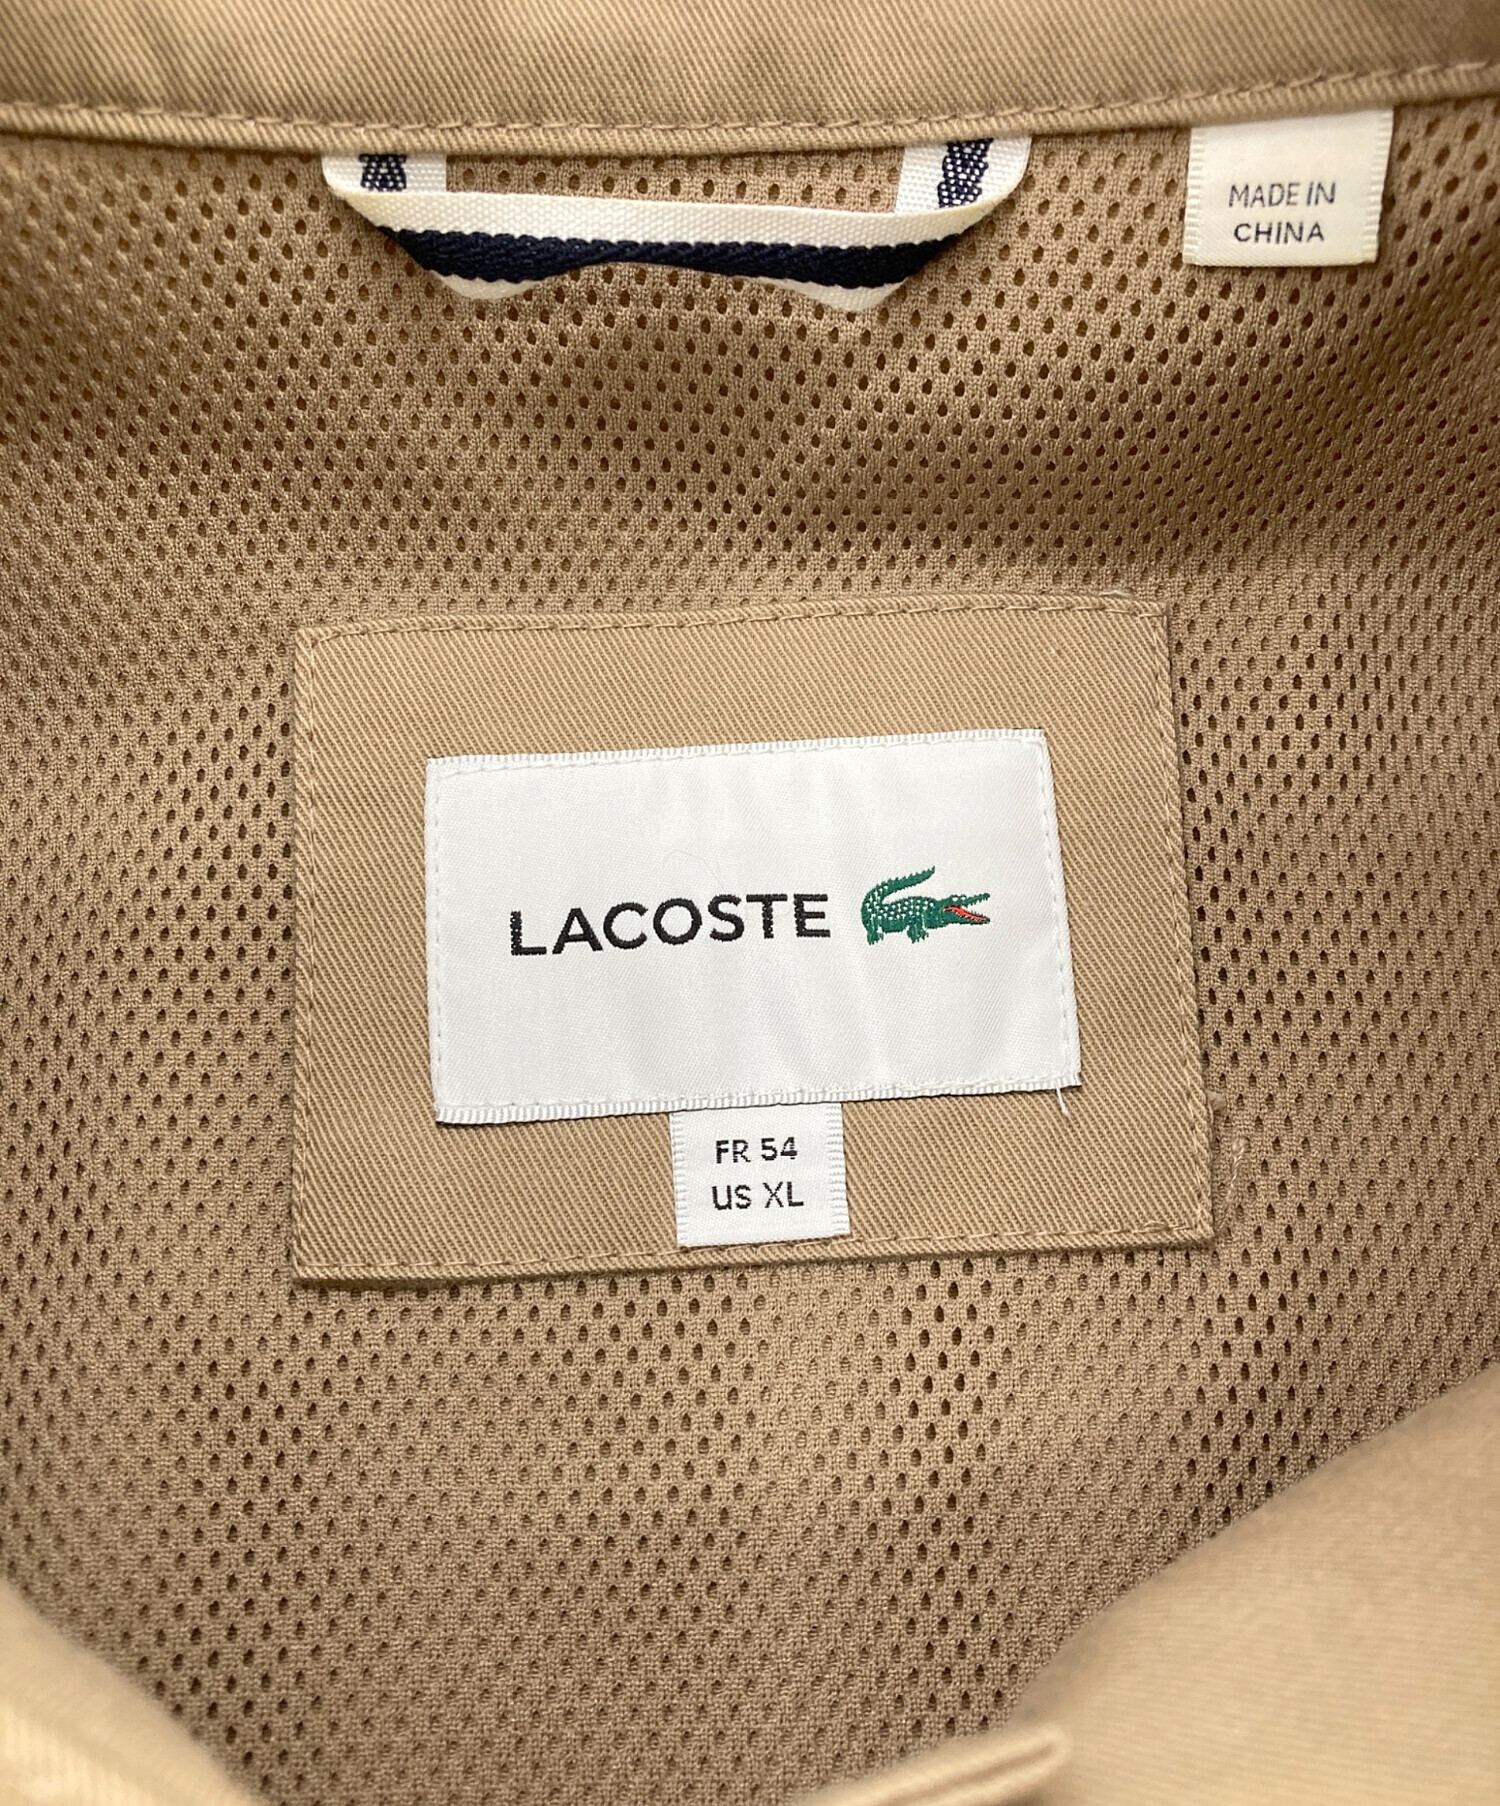 MADE IN
CHINA
LACOSTE
FR 54
US XL